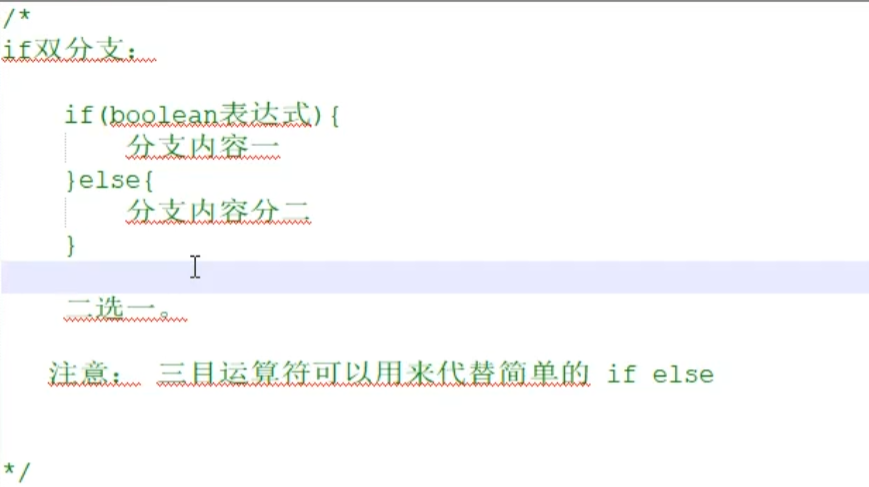 /*
if双分支：
if(boolean表达式){
分支内容一
}else{
分支内容分二
}
二选一。
注意： 三目运算符可以用来代替简单的 if else
*/